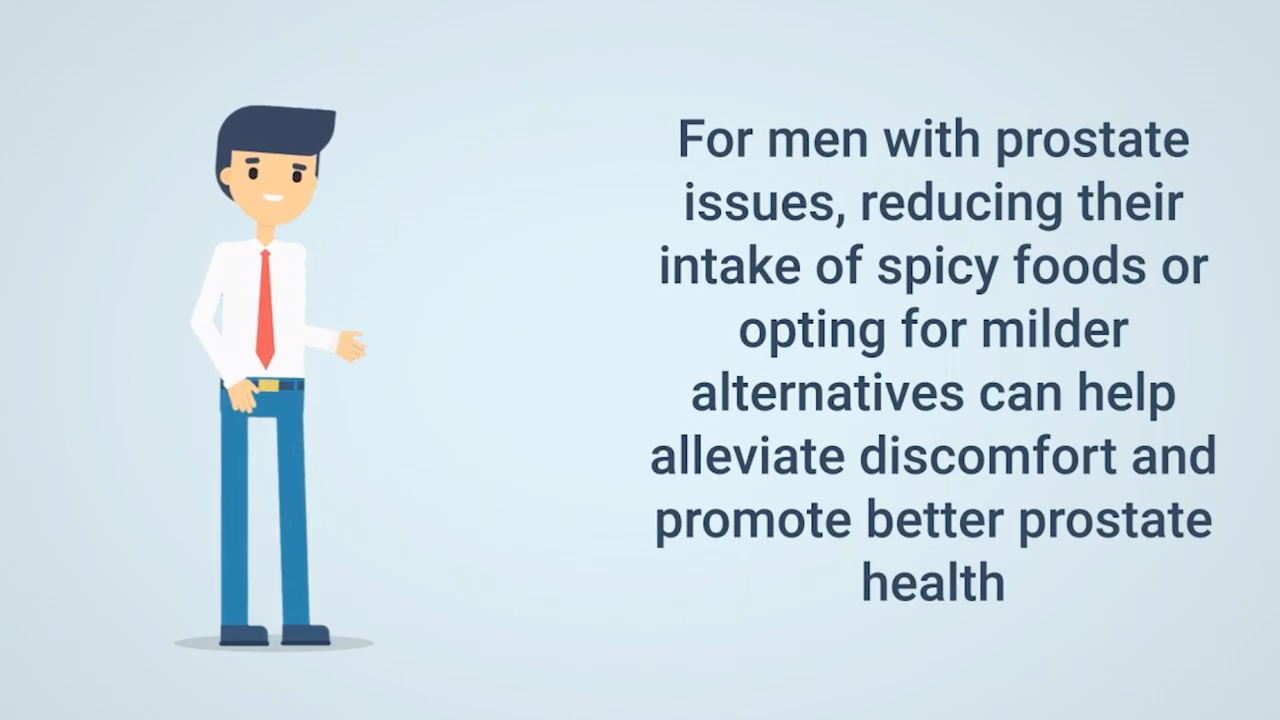 For men with prostate
issues, reducing their
intake of spicy foods or
opting for milder
alternatives can help
alleviate discomfort and
promote better prostate
health